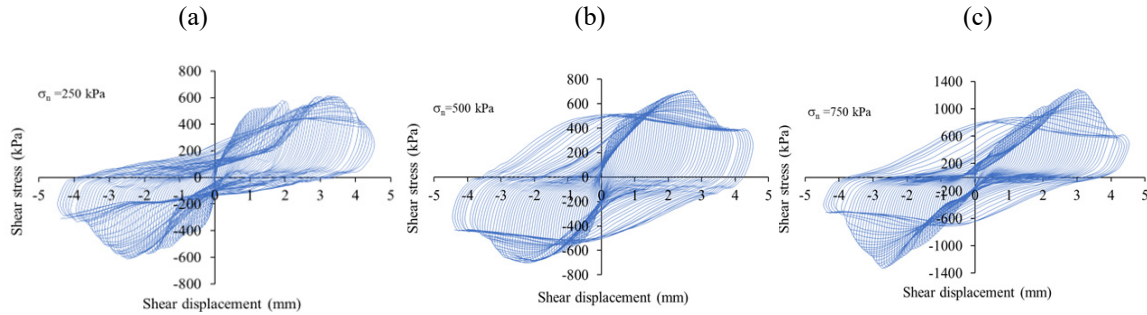 (a)
(b)
(c)
σn =250 kPa
σn=500 kPa
σn =750 kPa
Shear stress (kPa)
800
600
400
200
0
-200
-400
-600
-800
-5 -4 -3 -2 -1 0 1 2 3 4 5
Shear displacement (mm)
Shear stress (kPa)
800
600
400
200
0
-200
-400
-600
-800
-5 -4 -3 -2 -1 0 1 2 3 4 5
Shear displacement (mm)
Shear stress (kPa)
1400
1000
600
200
-200
-600
-1000
-1400
-5 -4 -3 -2 -1 0 1 2 3 4 5
Shear displacement (mm)